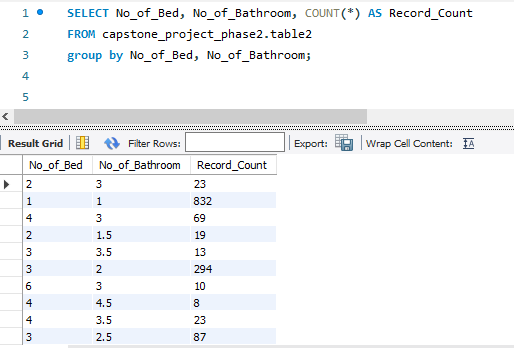 1 SELECT No_of_Bed, No_of_Bathroom, COUNT(*) AS Record_Count
2 FROM capstone_project_phase2.table2
3 group by No_of_Bed, No_of_Bathroom;
4
5
Result Grid Filter Rows: Export: Wrap Cell Content:
No_of_Bed No_of_Bathroom Record_Count
2 3 23
1 1 832
4 3 69
2 1.5 19
3 3.5 13
3 2 294
6 3 10
4 4.5 8
4 3.5 23
3 2.5 87